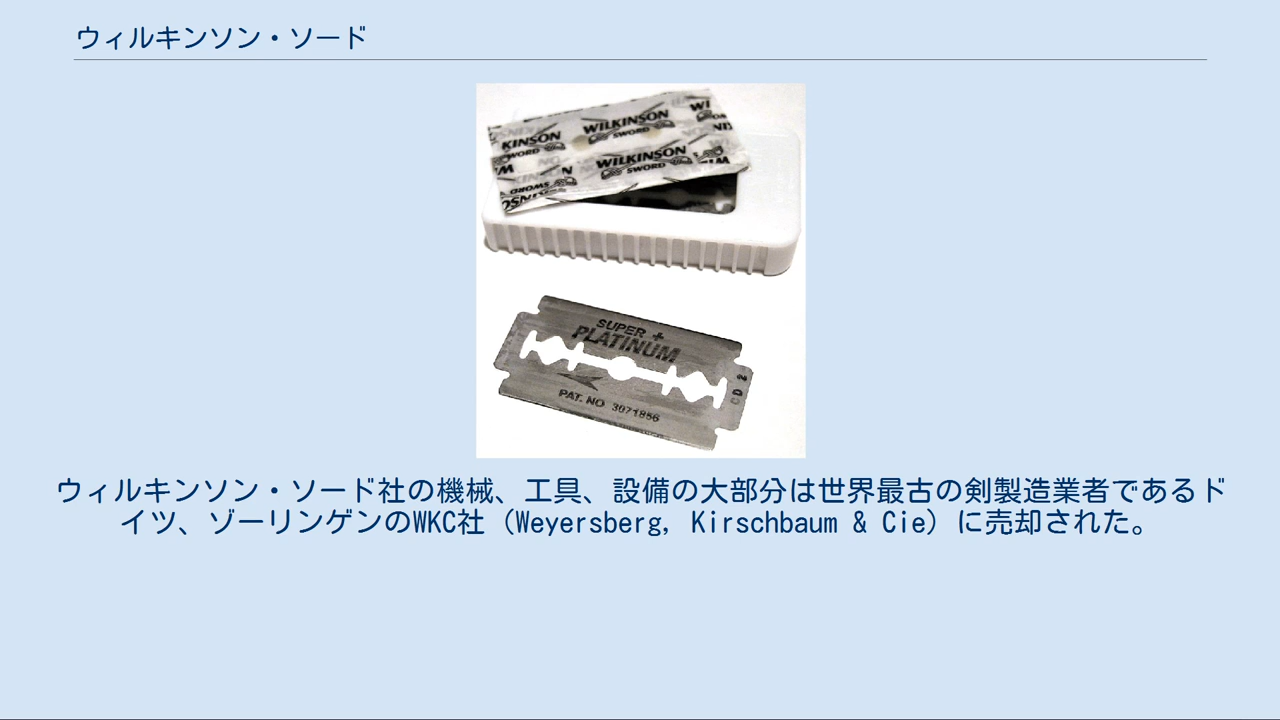 ウィルキンソン・ソード
WILKINSON
SWORD
KINSON
WORD
WILKINSON
SWORD
SUPER +
PLATINUM
PAT. NO 3071856
CD 2
ウィルキンソン・ソード社の機械、工具、設備の大部分は世界最古の剣製造業者であるド
イツ、ゾーリンゲンのWKC社（Weyersberg, Kirschbaum & Cie）に売却された。